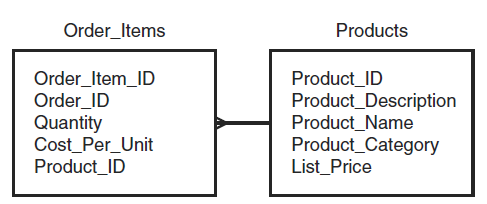 Order_Items
Order_Item_ID
Order_ID
Quantity
Cost_Per_Unit
Product_ID
Products
Product_ID
Product_Description
Product_Name
Product_Category
List_Price